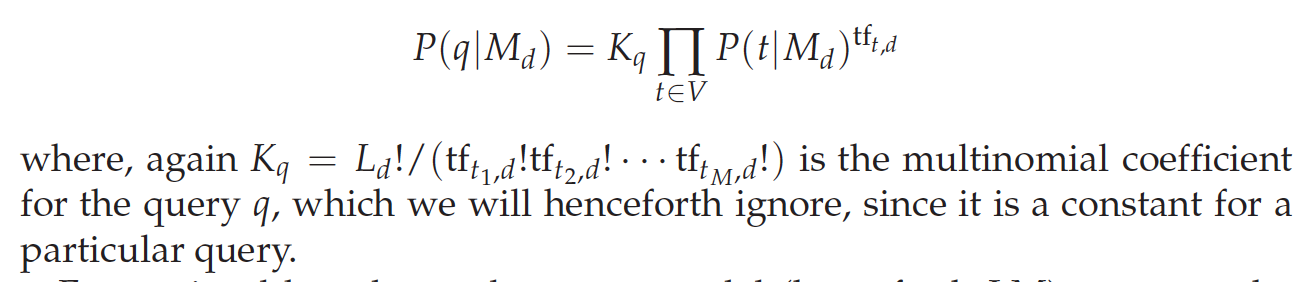 P(q|M_d) = K_q ∏_{t∈V} P(t|M_d)^{tf_{t,d}}
where, again K_q = L_d!/(tf_{t_1,d}!tf_{t_2,d}! · · · tf_{t_M,d}!) is the multinomial coefficient
for the query q, which we will henceforth ignore, since it is a constant for a
particular query.